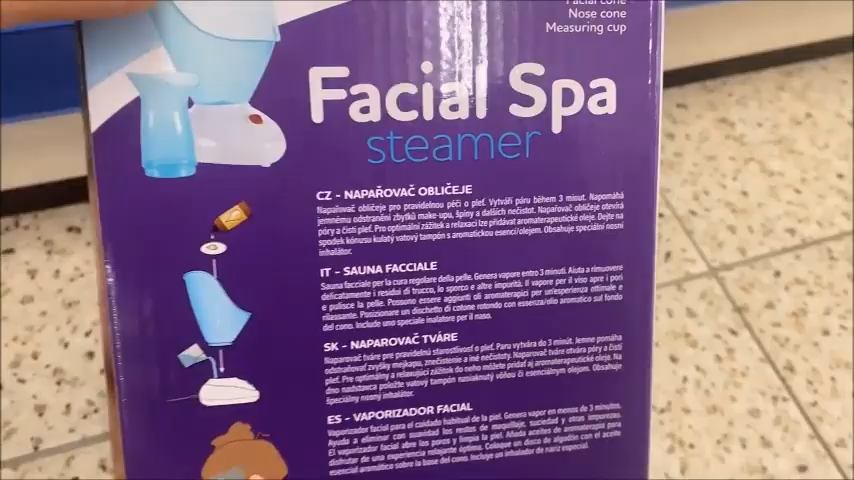 Facial cone
Nose cone
Measuring cup
Facial Spa
steamer
CZ - NAPAŘOVAČ OBLIČEJE
Napařovač obličeje pro pravidelnou péči o pleť. Vytváří páru během 3 minut. Napomáhá
jemnému odstranění zbytků make-upu, špíny a dalších nečistot. Napařovač obličeje otevírá
póry a čistí pleť. Pro optimální zážitek a relaxaci lze přidávat aromaterapeutické oleje. Dejte na
spodek kónusu kulatý vatový tampón s aromatickou esencí/olejem. Obsahuje speciální nosní
inhalátor.
IT - SAUNA FACCIALE
Sauna facciale per la cura regolare della pelle. Genera vapore entro 3 minuti. Aiuta a rimuovere
delicatamente i residui di trucco, lo sporco e altre impurità. Il vapore per il viso apre i pori
e pulisce la pelle. Possono essere aggiunti oli aromaterapici per un'esperienza ottimale e
rilassante. Posizionare un dischetto di cotone rotondo con essenza/olio aromatico sul fondo
del cono. Include uno speciale inalatore per il naso.
SK - NAPAROVAČ TVÁRE
Naparovač tváre pre pravidelnú starostlivosť o pleť. Paru vytvára do 3 minút. Jemne pomáha
odstraňovať zvyšky mejkapu, znečistenie a iné nečistoty. Naparovač tváre otvára póry a čistí
pleť. Pre optimálny a relaxujúci zážitok do neho môžete pridať aj aromaterapeutické oleje. Na
dno nadstavca položte vatový tampón nasiaknutý vôňou či esenciálnym olejom. Obsahuje
špeciálny nosný inhalátor.
ES - VAPORIZADOR FACIAL
Vaporizador facial para el cuidado habitual de la piel. Genera vapor en menos de 3 minutos.
Ayuda a eliminar con suavidad los restos de maquillaje, suciedad y otras impurezas.
El vaporizador facial abre los poros y limpia la piel. Añada aceites de aromaterapia para
disfrutar de una experiencia relajante óptima. Coloque un disco de algodón con el aceite
esencial aromático sobre la base del cono. Incluye un inhalador de nariz especial.